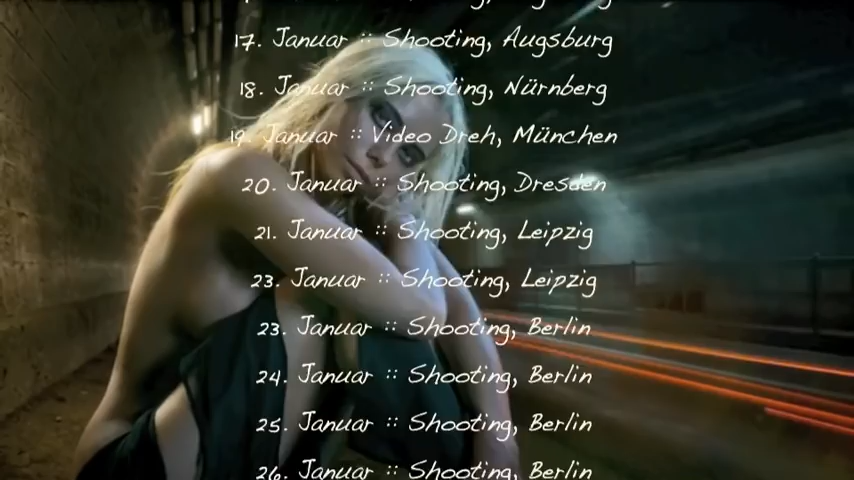 17. Januar :: Shooting, Augsburg
18. Januar :: Shooting, Nürnberg
19. Januar :: Video Dreh, München
20. Januar :: Shooting, Dresden
21. Januar :: Shooting, Leipzig
23. Januar :: Shooting, Leipzig
23. Januar :: Shooting, Berlin
24. Januar :: Shooting, Berlin
25. Januar :: Shooting, Berlin
26. Januar :: Shooting, Berlin